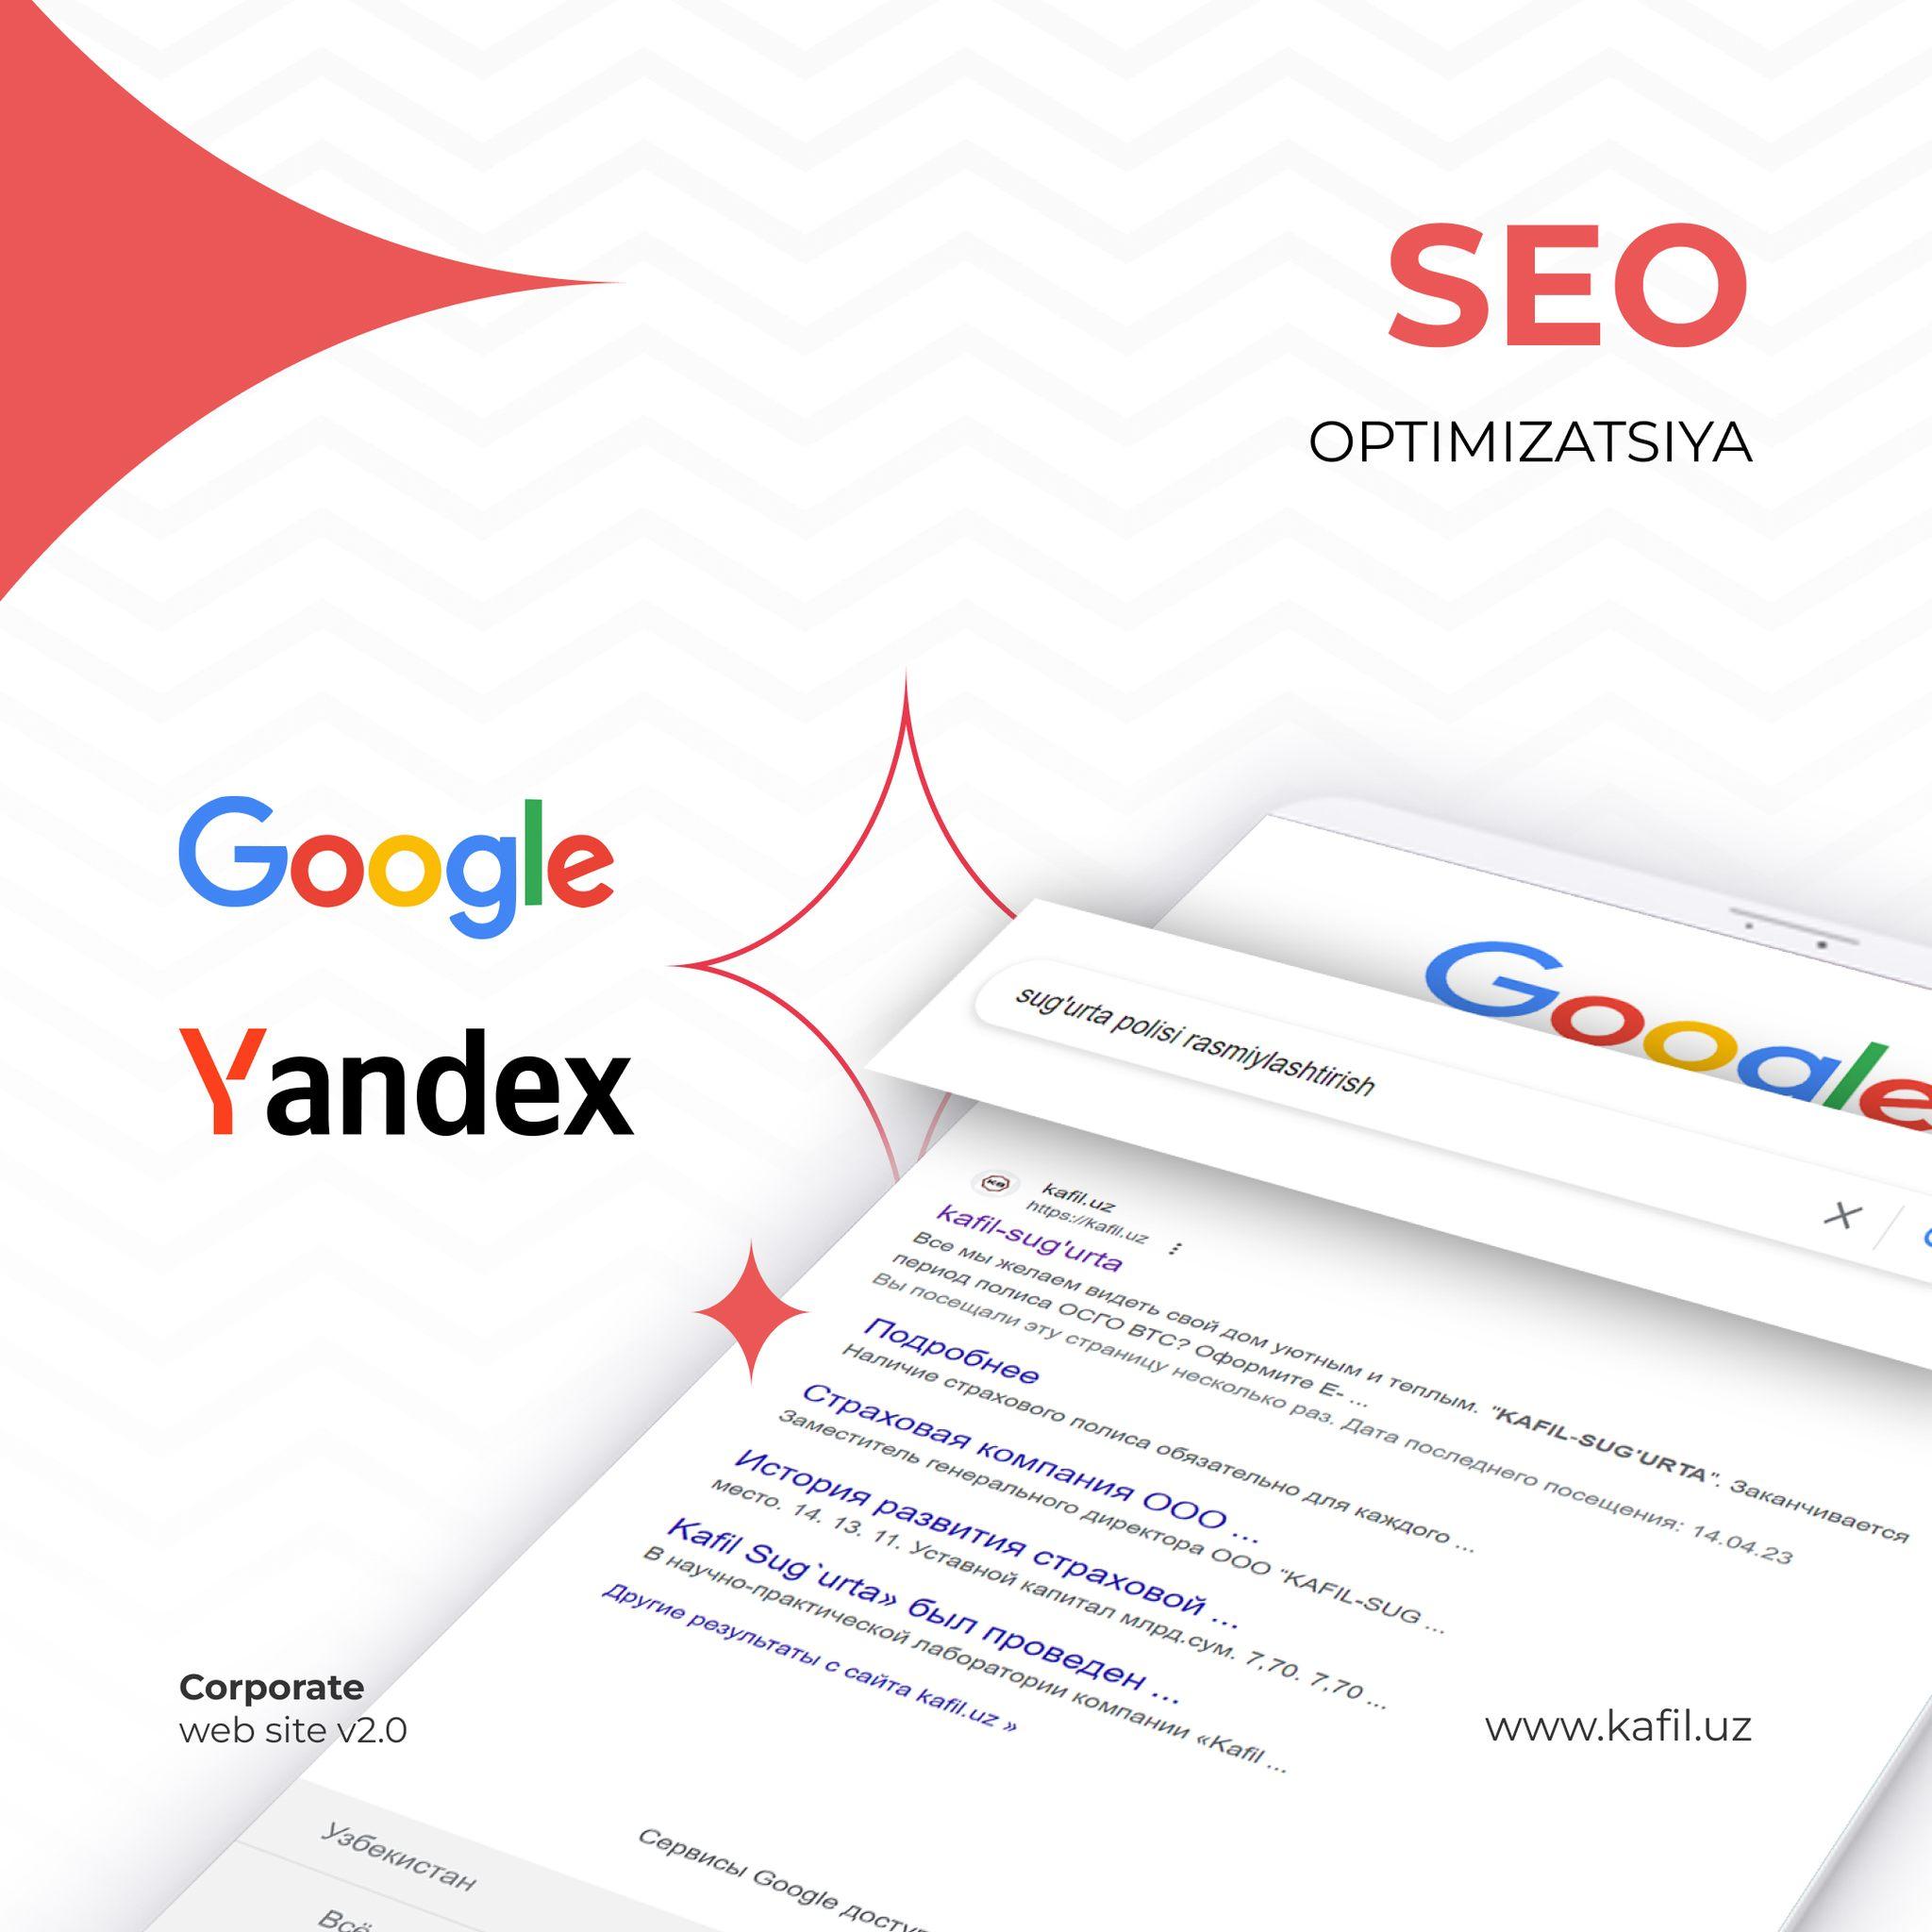 SEO
OPTIMIZATSIYA
Google
Yandex
Google
sug'urta polisi rasmiylashtirish
kafil.uz
https://kafil.uz
kafil-sug'urta
Все мы желаем видеть свой дом уютным и теплым. "KAFIL-SUG'URTA". Заканчивается
период полиса ОСГО ВТС? Оформите E- ...
Вы посещали эту страницу несколько раз. Дата последнего посещения: 14.04.23
Подробнее
Наличие страхового полиса обязательно для каждого ...
Страховая компания ООО ...
Заместитель генерального директора ООО "KAFIL-SUG ...
История развития страховой ...
место. 14. 13. 11. Уставной капитал млрд.сум. 7,70. 7,70 ...
Kafil Sug`urta» был проведен ...
В научно-практической лаборатории компании «Kafil ...
Другие результаты с сайта kafil.uz »
Corporate
web site v2.0
www.kafil.uz
Узбекистан
Сервисы Google
Всё